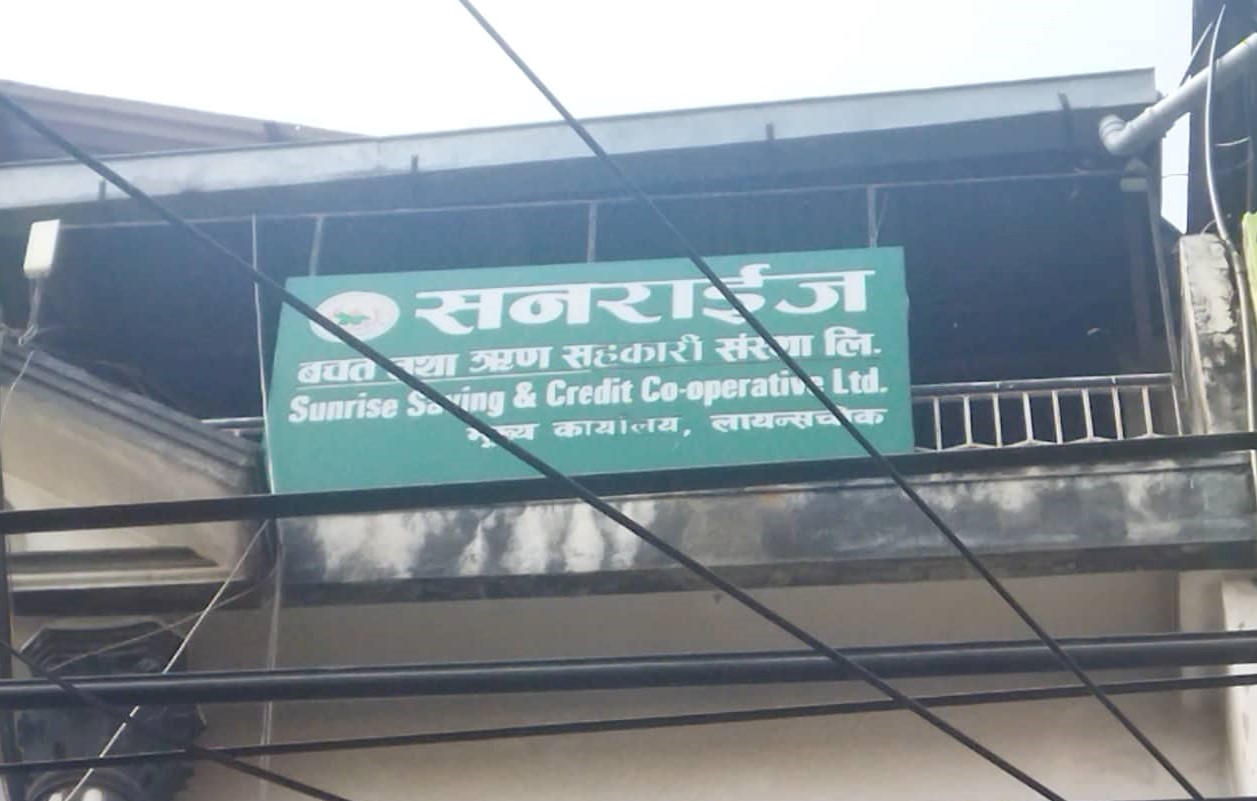 सनराईज
बचत तथा ऋण सहकारी संस्था लि.
Sunrise Saving & Credit Co-operative Ltd.
मूख्य कार्यालय, लायन्सचोक